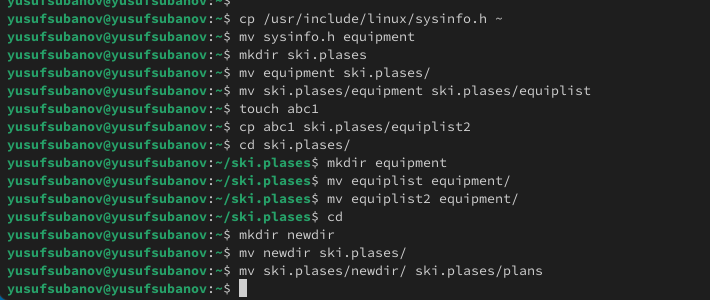 yusufsubanov@yusufsubanov:~$
yusufsubanov@yusufsubanov:~$ cp /usr/include/linux/sysinfo.h ~
yusufsubanov@yusufsubanov:~$ mv sysinfo.h equipment
yusufsubanov@yusufsubanov:~$ mkdir ski.plases
yusufsubanov@yusufsubanov:~$ mv equipment ski.plases/
yusufsubanov@yusufsubanov:~$ mv ski.plases/equipment ski.plases/equiplist
yusufsubanov@yusufsubanov:~$ touch abc1
yusufsubanov@yusufsubanov:~$ cp abc1 ski.plases/equiplist2
yusufsubanov@yusufsubanov:~$ cd ski.plases/
yusufsubanov@yusufsubanov:~/ski.plases$ mkdir equipment
yusufsubanov@yusufsubanov:~/ski.plases$ mv equiplist equipment/
yusufsubanov@yusufsubanov:~/ski.plases$ mv equiplist2 equipment/
yusufsubanov@yusufsubanov:~/ski.plases$ cd
yusufsubanov@yusufsubanov:~$ mkdir newdir
yusufsubanov@yusufsubanov:~$ mv newdir ski.plases/
yusufsubanov@yusufsubanov:~$ mv ski.plases/newdir/ ski.plases/plans
yusufsubanov@yusufsubanov:~$